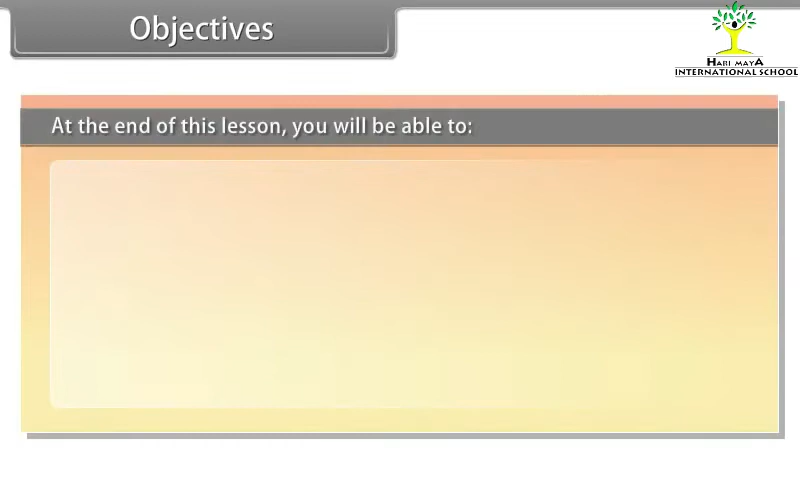 Objectives
HARI MAYA
INTERNATIONAL SCHOOL
At the end of this lesson, you will be able to: